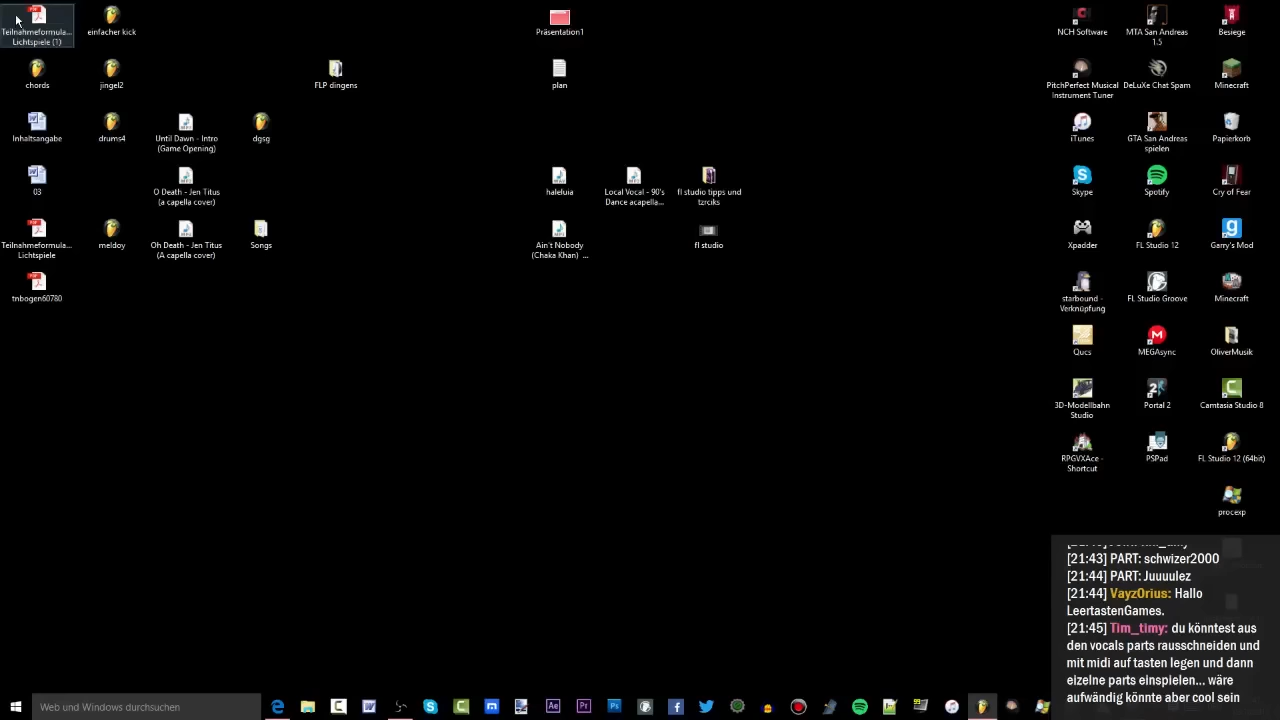 Teilnahmeformula...
Lichtspiele (1)
einfacher kick
Präsentation1
NCH Software
MTA San Andreas
1.5
Besiege
chords
jingel2
FLP dingens
plan
PitchPerfect Musical
Instrument Tuner
DeLuXe Chat Spam
Minecraft
Inhaltsangabe
drums4
Until Dawn - Intro
(Game Opening)
dgsg
iTunes
GTA San Andreas
spielen
Papierkorb
03
O Death - Jen Titus
(a capella cover)
haleluia
Local Vocal - 90's
Dance acapella...
fl studio tipps und
tzrciks
Skype
Spotify
Cry of Fear
Teilnahmeformula...
Lichtspiele
meldoy
Oh Death - Jen Titus
(A capella cover)
Songs
Ain't Nobody
(Chaka Khan) ...
fl studio
Xpadder
FL Studio 12
Garry's Mod
tnbogen60780
starbound -
Verknüpfung
FL Studio Groove
Minecraft
Qucs
MEGAsync
OliverMusik
3D-Modellbahn
Studio
Portal 2
Camtasia Studio 8
RPGVXAce -
Shortcut
PSPad
FL Studio 12 (64bit)
procexp
[21:43] PART: schwizer2000
[21:44] PART: Juuuulez
[21:44] VayzOrius: Hallo
LeertastenGames.
[21:45] Tim_timy: du könntest aus
den vocals parts rausschneiden und
mit midi auf tasten legen und dann
eizelne parts einspielen... wäre
aufwändig könnte aber cool sein
Web und Windows durchsuchen